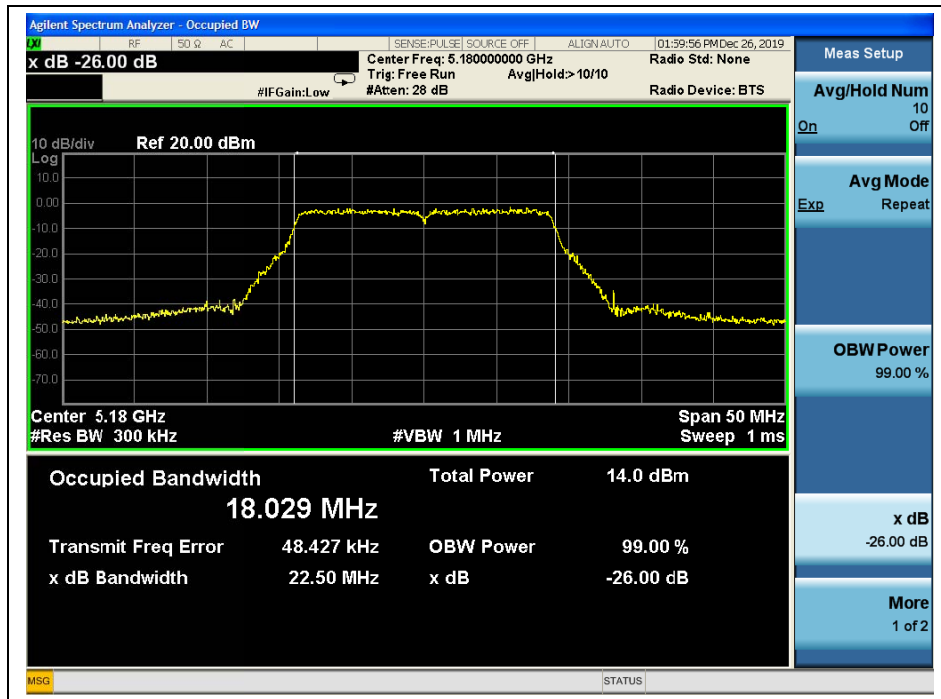 Agilent Spectrum Analyzer - Occupied BW
LXI RF 50 Ω AC SENSE:PULSE SOURCE OFF ALIGN AUTO 01:59:56 PM Dec 26, 2019
x dB -26.00 dB
Center Freq: 5.180000000 GHz
Radio Std: None
Trig: Free Run Avg|Hold:>10/10
#IFGain:Low
#Atten: 28 dB
Radio Device: BTS
10 dB/div
Ref 20.00 dBm
Log
10.0
0.00
-10.0
-20.0
-30.0
-40.0
-50.0
-60.0
-70.0
Center 5.18 GHz
Span 50 MHz
#Res BW 300 kHz
#VBW 1 MHz
Sweep 1 ms
Occupied Bandwidth
Total Power 14.0 dBm
18.029 MHz
Transmit Freq Error 48.427 kHz
OBW Power 99.00 %
x dB Bandwidth 22.50 MHz
x dB -26.00 dB
Meas Setup
Avg/Hold Num
10
On Off
Avg Mode
Exp Repeat
OBW Power
99.00 %
x dB
-26.00 dB
More
1 of 2
MSG
STATUS